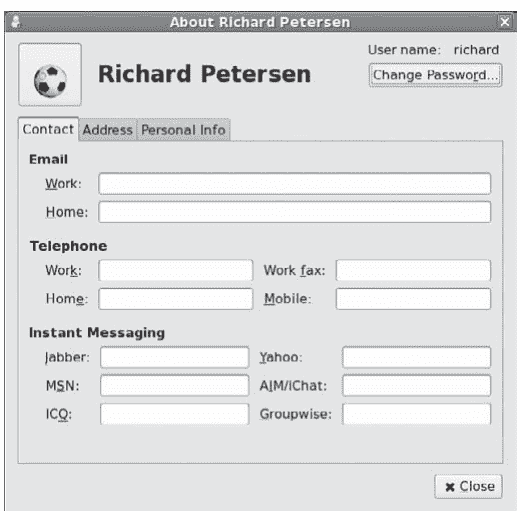 About Richard Petersen
User name: richard
Richard Petersen
Change Password...
Contact Address Personal Info
Email
Work:
Home:
Telephone
Work: Work fax:
Home: Mobile:
Instant Messaging
Jabber: Yahoo:
MSN: AIM/iChat:
ICQ: Groupwise:
Close